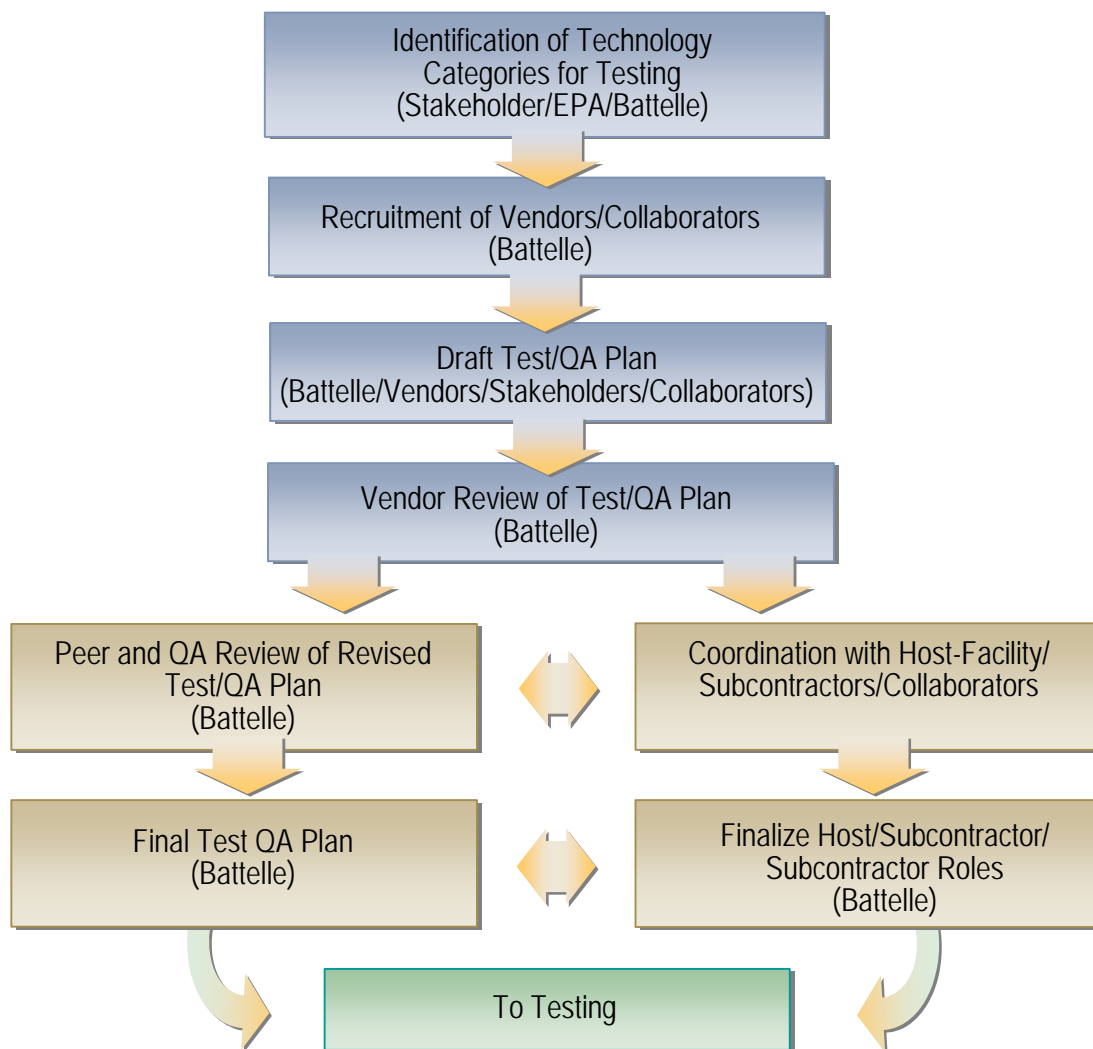 Identification of Technology
Categories for Testing
(Stakeholder/EPA/Battelle)
Recruitment of Vendors/Collaborators
(Battelle)
Draft Test/QA Plan
(Battelle/Vendors/Stakeholders/Collaborators)
Vendor Review of Test/QA Plan
(Battelle)
Peer and QA Review of Revised
Test/QA Plan
(Battelle)
Coordination with Host-Facility/
Subcontractors/Collaborators
Final Test QA Plan
(Battelle)
Finalize Host/Subcontractor/
Subcontractor Roles
(Battelle)
To Testing